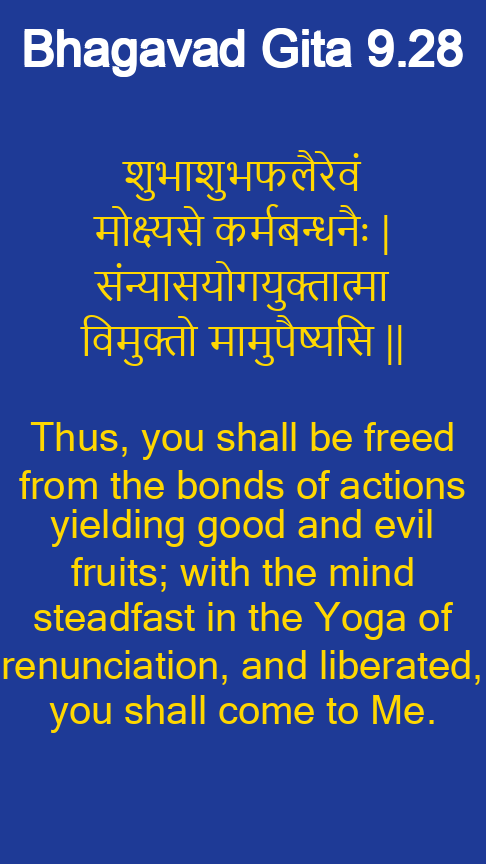 Bhagavad Gita 9.28
शुभाशुभफलैरेवं
मोक्ष्यसे कर्मबन्धनैः |
संन्यासयोगयुक्तात्मा
विमुक्तो मामुपैष्यसि ||
Thus, you shall be freed
from the bonds of actions
yielding good and evil
fruits; with the mind
steadfast in the Yoga of
renunciation, and liberated,
you shall come to Me.